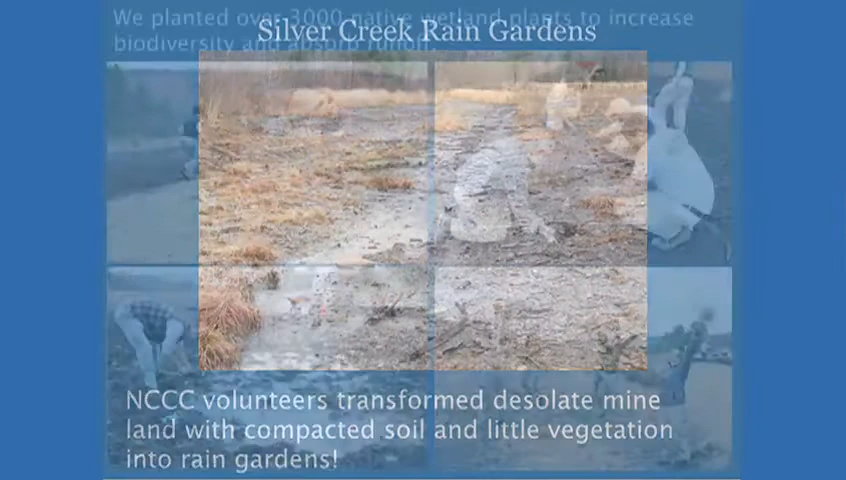 We planted over 3000 native wetland plants to increase
biodiversity and absorb runoff.
Silver Creek Rain Gardens
NCCC volunteers transformed desolate mine
land with compacted soil and little vegetation
into rain gardens!